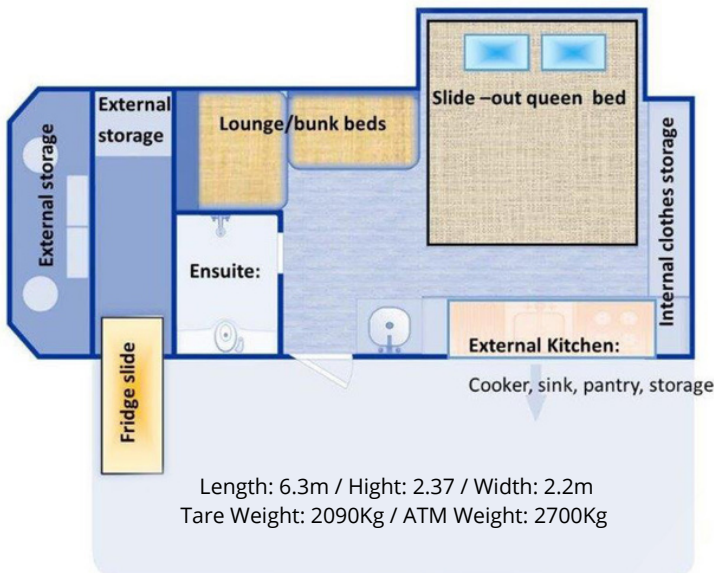 External
storage
Lounge/bunk beds
Slide –out queen bed
External storage
Internal clothes storage
Ensuite:
Fridge slide
External Kitchen:
Cooker, sink, pantry, storage
Length: 6.3m / Hight: 2.37 / Width: 2.2m
Tare Weight: 2090Kg / ATM Weight: 2700Kg